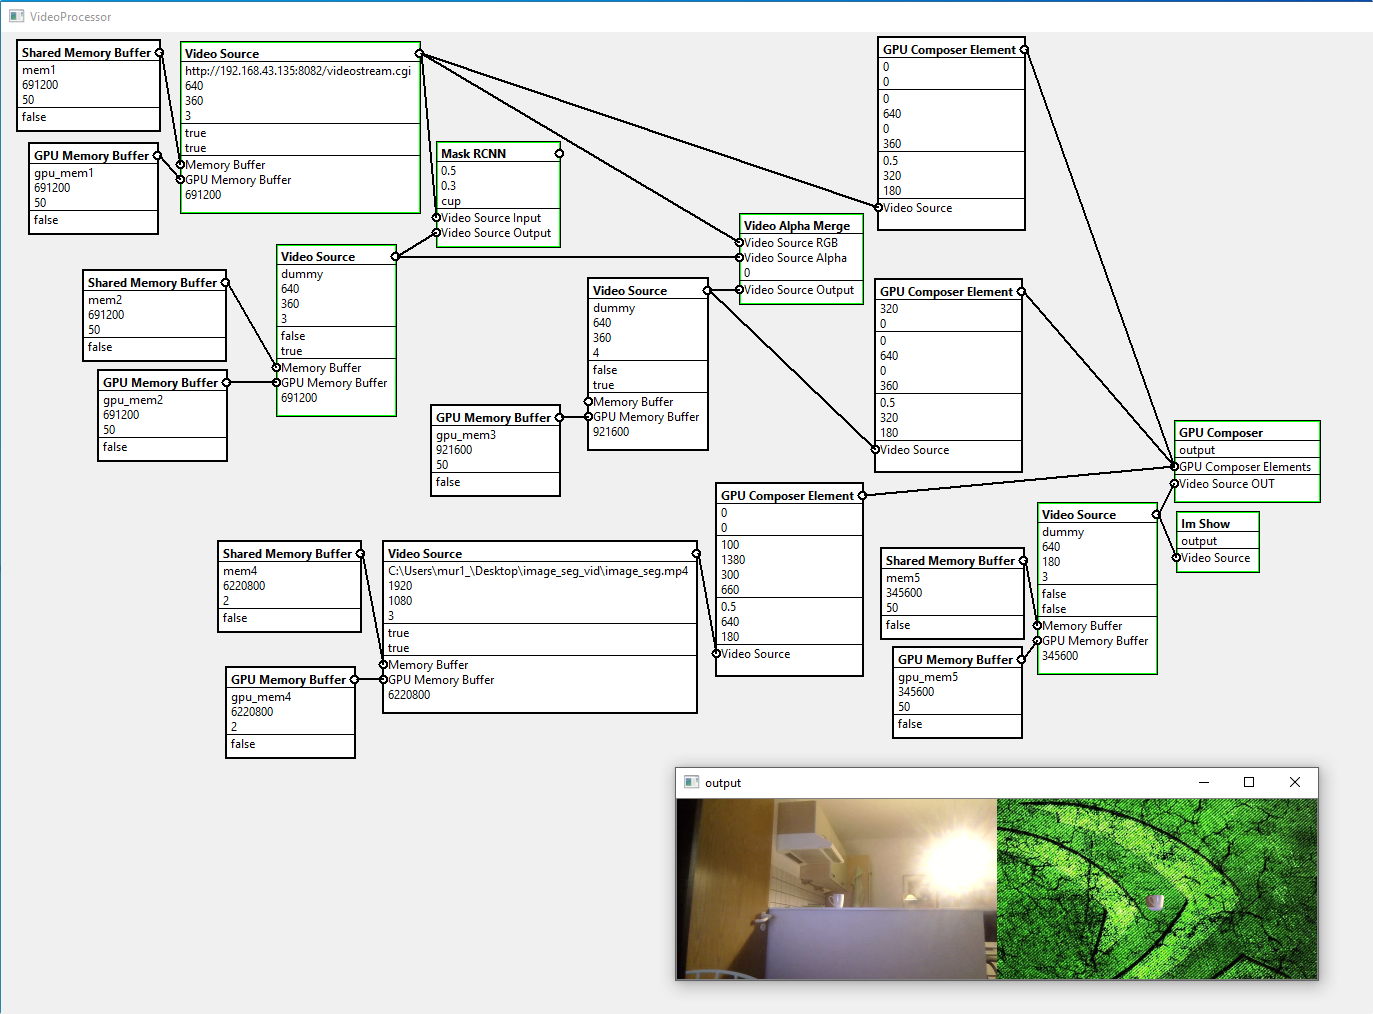 VideoProcessor
Shared Memory Buffer
mem1
691200
50
false
Video Source
http://192.168.43.135:8082/videostream.cgi
640
360
3
true
true
Memory Buffer
GPU Memory Buffer
691200
GPU Composer Element
0
0
0
640
0
360
0.5
320
180
Video Source
GPU Memory Buffer
gpu_mem1
691200
50
false
Mask RCNN
0.5
0.3
cup
Video Source Input
Video Source Output
Video Alpha Merge
Video Source RGB
Video Source Alpha
0
Video Source Output
Video Source
dummy
640
360
3
false
true
Memory Buffer
GPU Memory Buffer
691200
Shared Memory Buffer
mem2
691200
50
false
GPU Memory Buffer
gpu_mem2
691200
50
false
Video Source
dummy
640
360
4
false
true
Memory Buffer
GPU Memory Buffer
921600
GPU Memory Buffer
gpu_mem3
921600
50
false
GPU Composer Element
320
0
0
640
0
360
0.5
320
180
Video Source
GPU Composer
output
GPU Composer Elements
Video Source OUT
GPU Composer Element
0
0
100
1380
300
660
0.5
640
180
Video Source
Video Source
dummy
640
180
3
false
false
Memory Buffer
GPU Memory Buffer
345600
Im Show
output
Video Source
Shared Memory Buffer
mem4
6220800
2
false
Video Source
C:\Users\mur1_\Desktop\image_seg_vid\image_seg.mp4
1920
1080
3
true
true
Memory Buffer
GPU Memory Buffer
6220800
Shared Memory Buffer
mem5
345600
50
false
GPU Memory Buffer
gpu_mem5
345600
50
false
GPU Memory Buffer
gpu_mem4
6220800
2
false
output